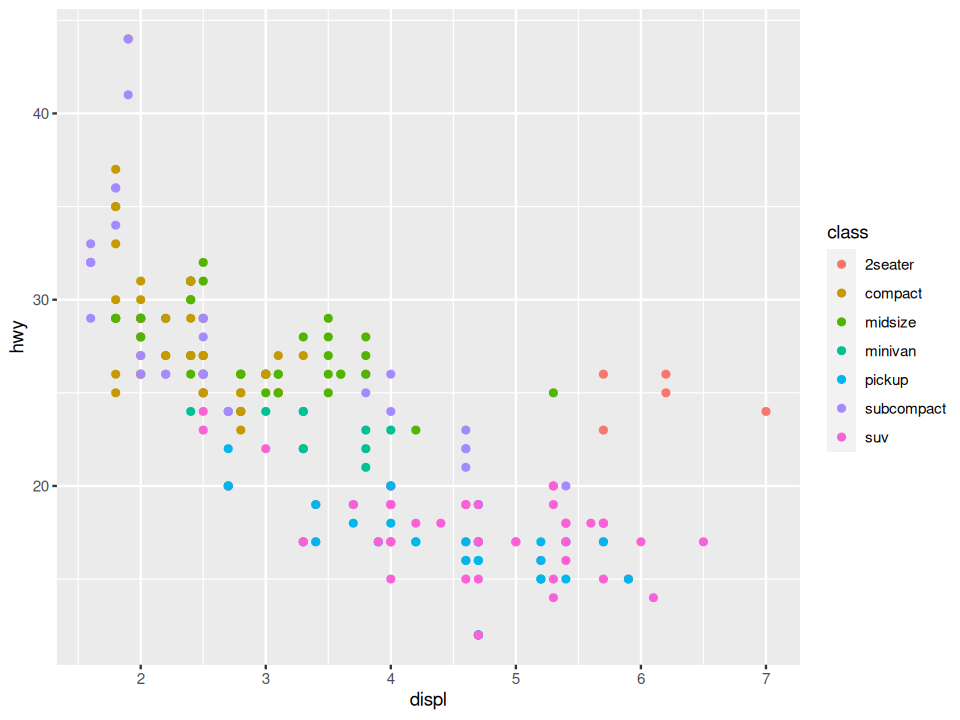 hwy
40
30
20
2
3
4
5
6
7
displ
class
2seater
compact
midsize
minivan
pickup
subcompact
suv